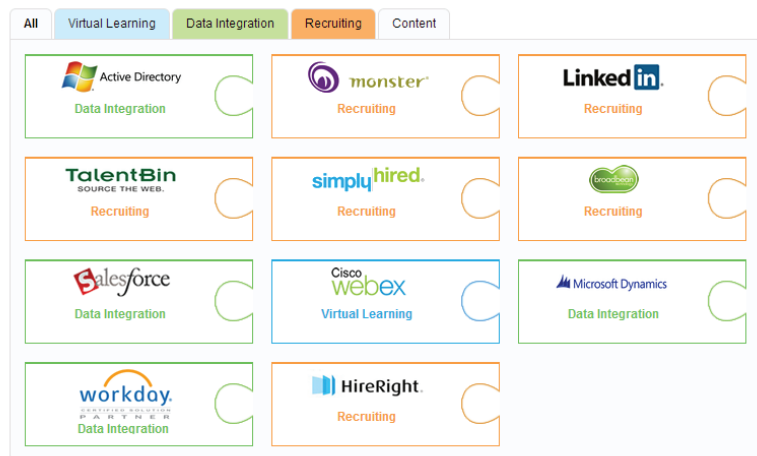 All Virtual Learning Data Integration Recruiting Content
Active Directory
Data Integration
monster
Recruiting
Linked in.
Recruiting
TalentBin
SOURCE THE WEB.
Recruiting
simplyhired.
Recruiting
broadbean
Recruiting
Salesforce
Data Integration
Cisco
webex
Virtual Learning
Microsoft Dynamics
Data Integration
workday.
CERTIFIED SOLUTION
PARTNER
Data Integration
HireRight.
Recruiting